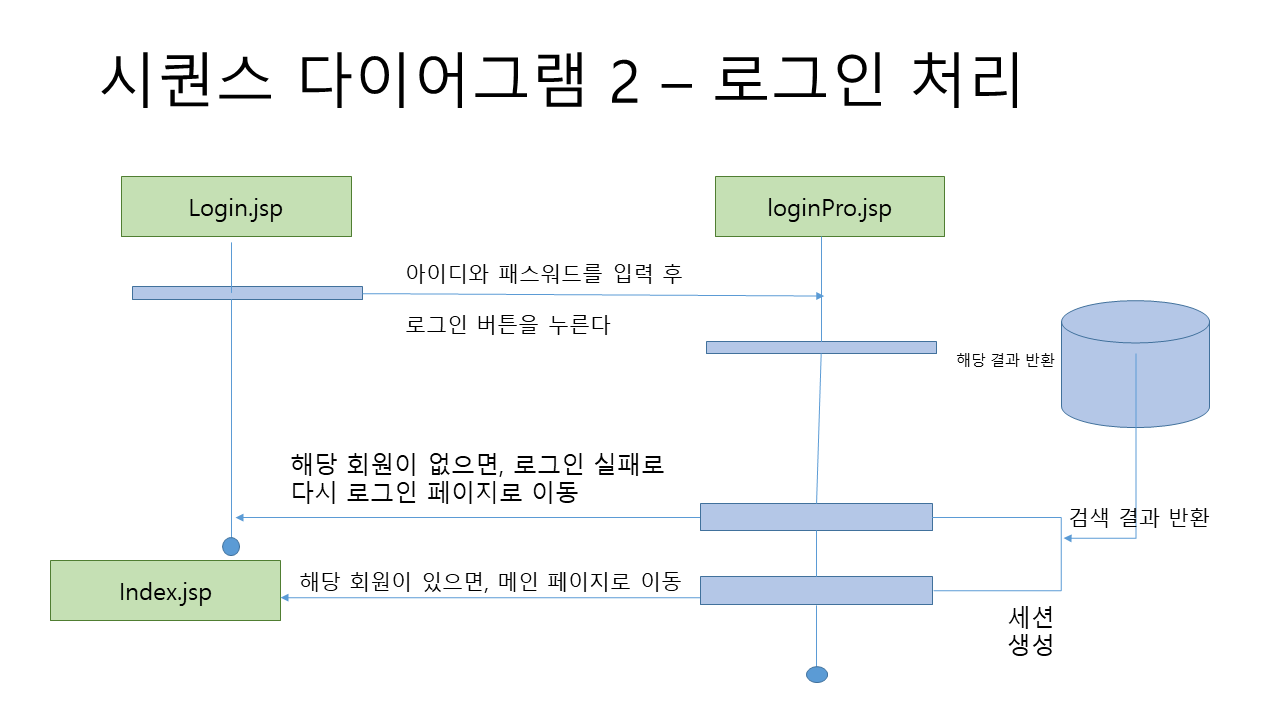 시퀀스 다이어그램 2 – 로그인 처리
Login.jsp
loginPro.jsp
아이디와 패스워드를 입력 후
로그인 버튼을 누른다
해당 결과 반환
해당 회원이 없으면, 로그인 실패로
다시 로그인 페이지로 이동
검색 결과 반환
Index.jsp
해당 회원이 있으면, 메인 페이지로 이동
세션
생성